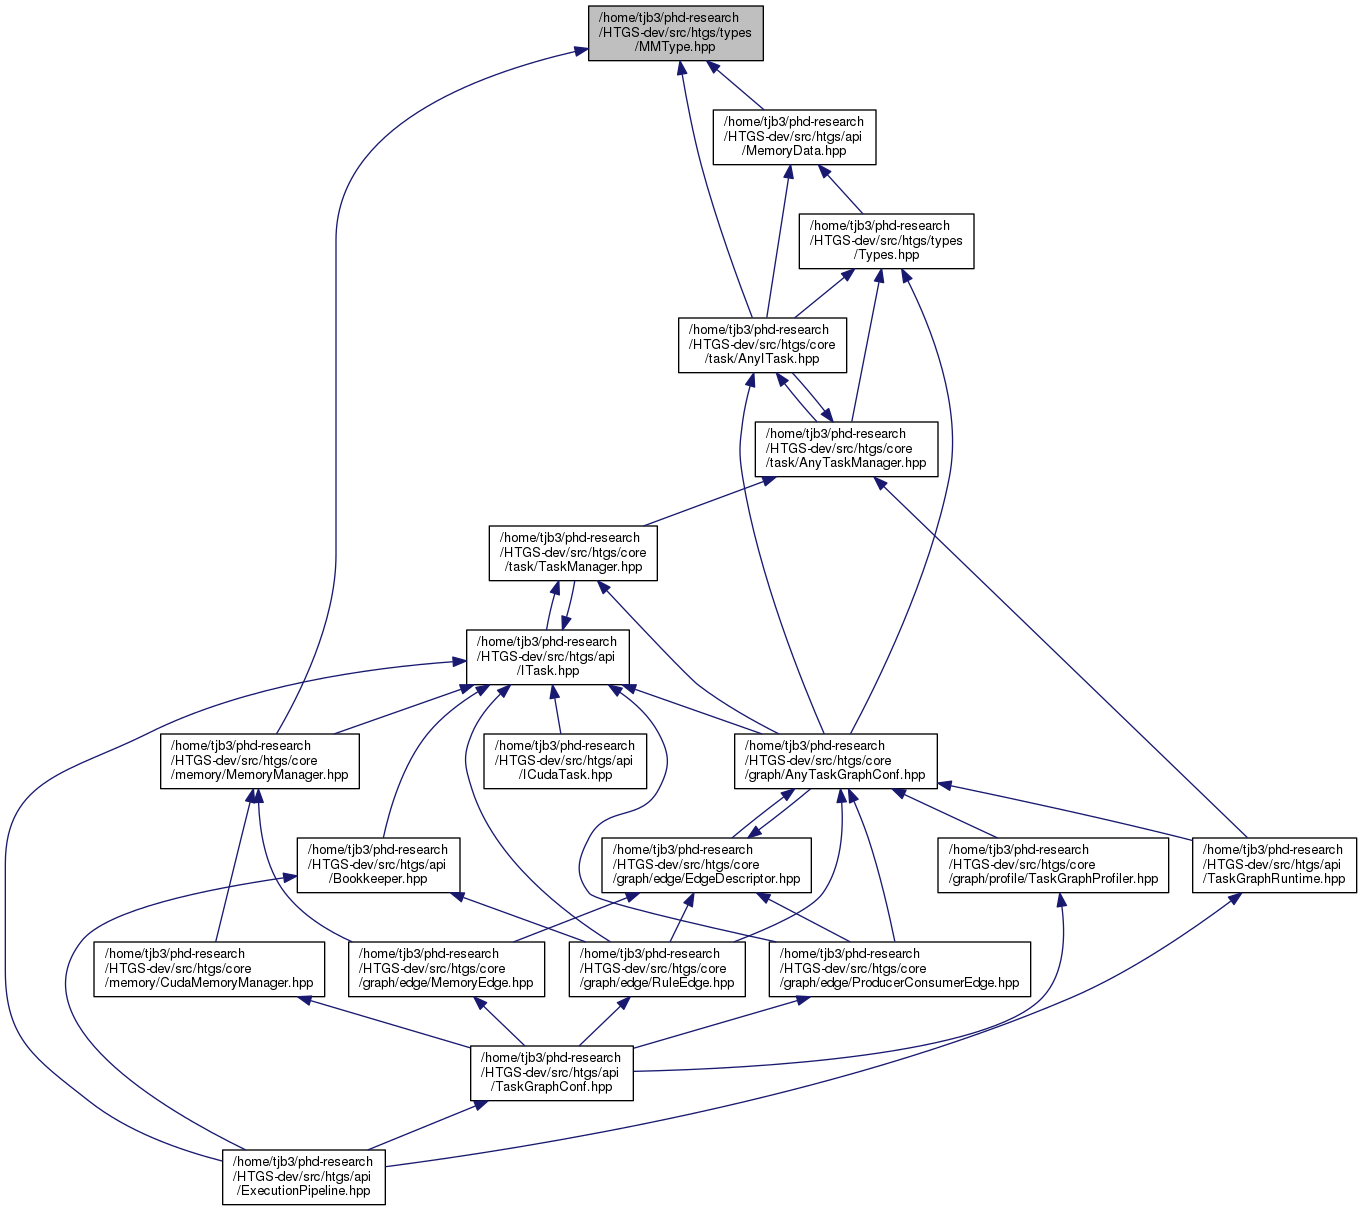 /home/tjb3/phd-research
/HTGS-dev/src/htgs/types
/MMType.hpp
/home/tjb3/phd-research
/HTGS-dev/src/htgs/api
/MemoryData.hpp
/home/tjb3/phd-research
/HTGS-dev/src/htgs/types
/Types.hpp
/home/tjb3/phd-research
/HTGS-dev/src/htgs/core
/task/AnyITask.hpp
/home/tjb3/phd-research
/HTGS-dev/src/htgs/core
/task/AnyTaskManager.hpp
/home/tjb3/phd-research
/HTGS-dev/src/htgs/core
/task/TaskManager.hpp
/home/tjb3/phd-research
/HTGS-dev/src/htgs/api
/ITask.hpp
/home/tjb3/phd-research
/HTGS-dev/src/htgs/core
/memory/MemoryManager.hpp
/home/tjb3/phd-research
/HTGS-dev/src/htgs/api
/ICudaTask.hpp
/home/tjb3/phd-research
/HTGS-dev/src/htgs/core
/graph/AnyTaskGraphConf.hpp
/home/tjb3/phd-research
/HTGS-dev/src/htgs/api
/Bookkeeper.hpp
/home/tjb3/phd-research
/HTGS-dev/src/htgs/core
/graph/edge/EdgeDescriptor.hpp
/home/tjb3/phd-research
/HTGS-dev/src/htgs/core
/graph/profile/TaskGraphProfiler.hpp
/home/tjb3/phd-research
/HTGS-dev/src/htgs/api
/TaskGraphRuntime.hpp
/home/tjb3/phd-research
/HTGS-dev/src/htgs/core
/memory/CudaMemoryManager.hpp
/home/tjb3/phd-research
/HTGS-dev/src/htgs/core
/graph/edge/MemoryEdge.hpp
/home/tjb3/phd-research
/HTGS-dev/src/htgs/core
/graph/edge/RuleEdge.hpp
/home/tjb3/phd-research
/HTGS-dev/src/htgs/core
/graph/edge/ProducerConsumerEdge.hpp
/home/tjb3/phd-research
/HTGS-dev/src/htgs/api
/TaskGraphConf.hpp
/home/tjb3/phd-research
/HTGS-dev/src/htgs/api
/ExecutionPipeline.hpp